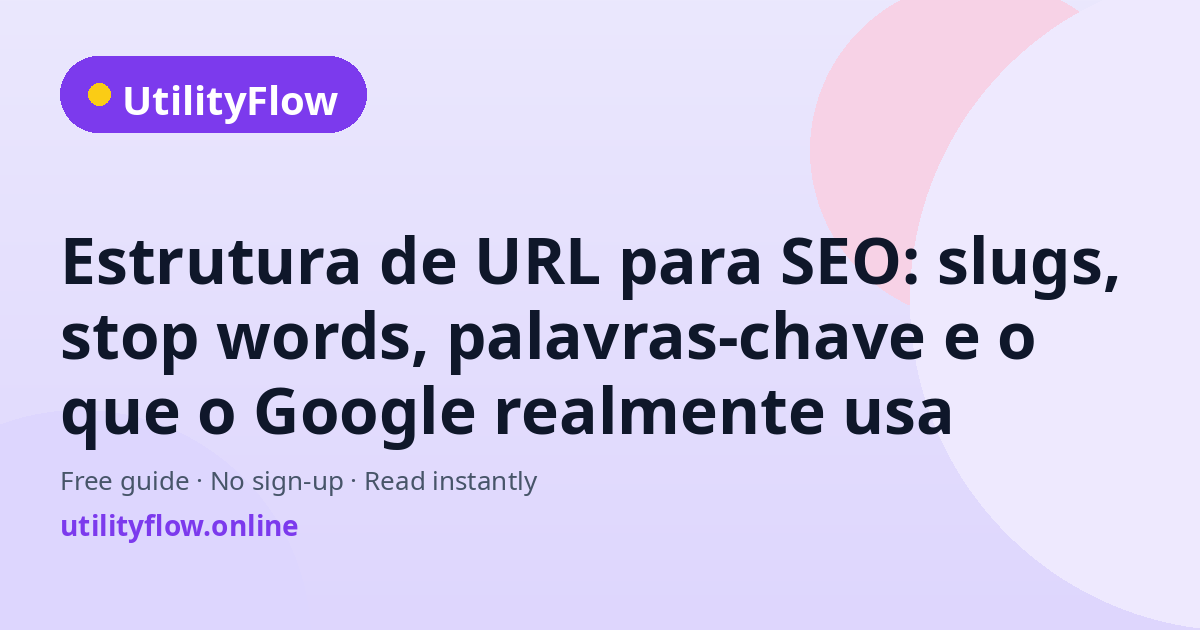 UtilityFlow
Estrutura de URL para SEO: slugs,
stop words, palavras-chave e o
que o Google realmente usa
Free guide · No sign-up · Read instantly
utilityflow.online